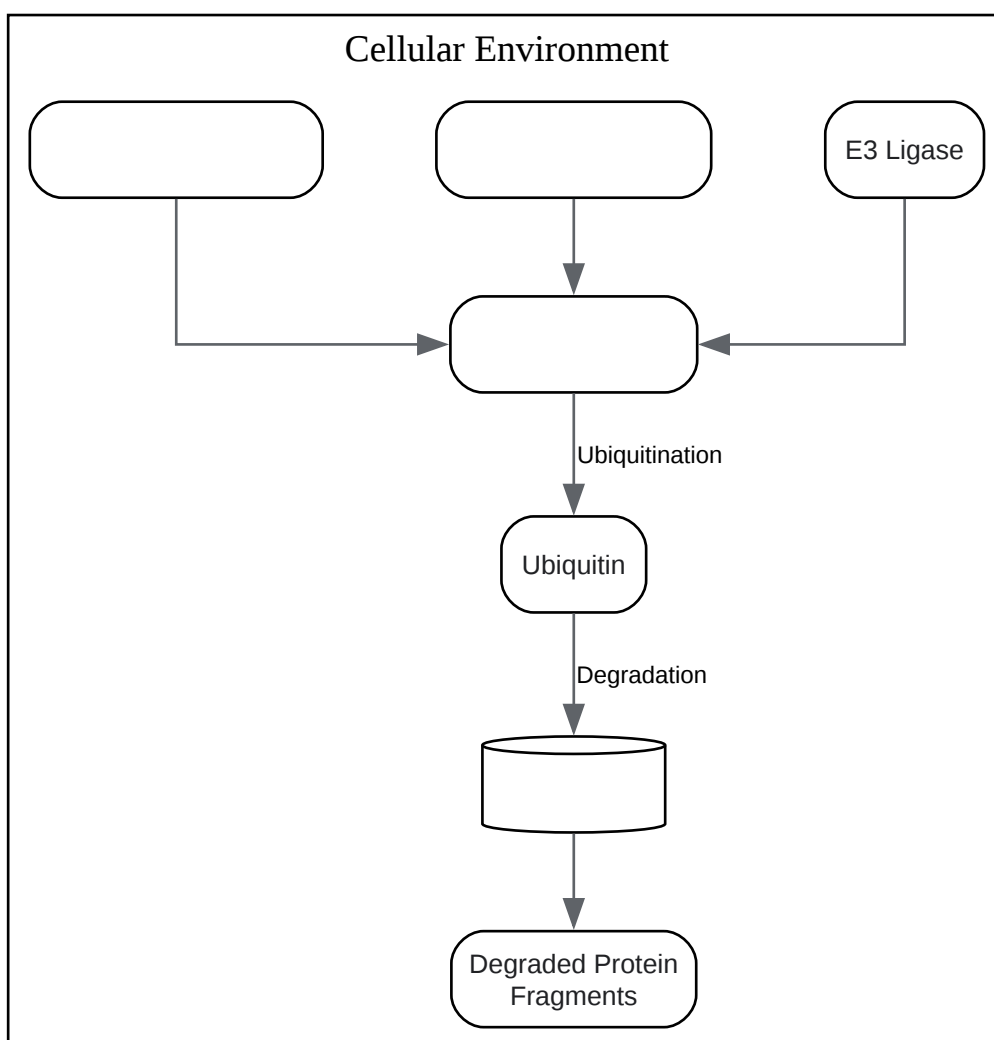 Cellular Environment
E3 Ligase
Ubiquitination
Ubiquitin
Degradation
Degraded Protein
Fragments